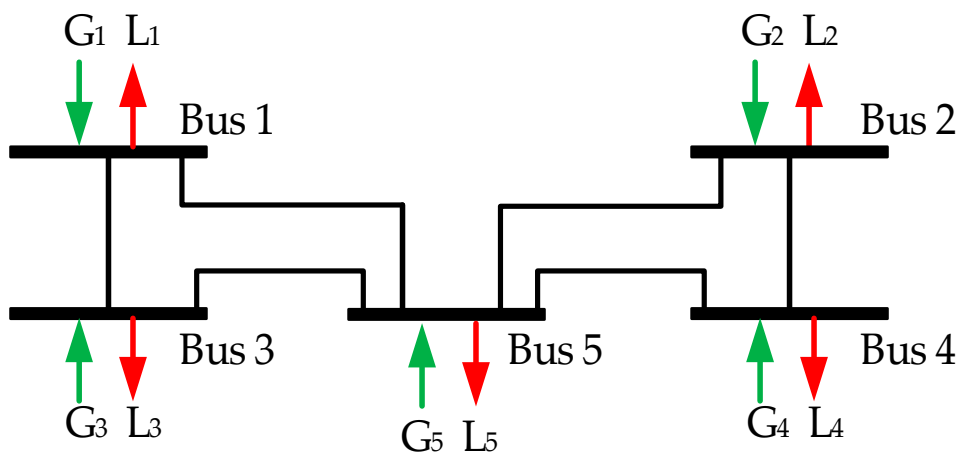 G1 L1
G2 L2
Bus 1
Bus 2
Bus 3
Bus 5
Bus 4
G3 L3
G5 L5
G4 L4